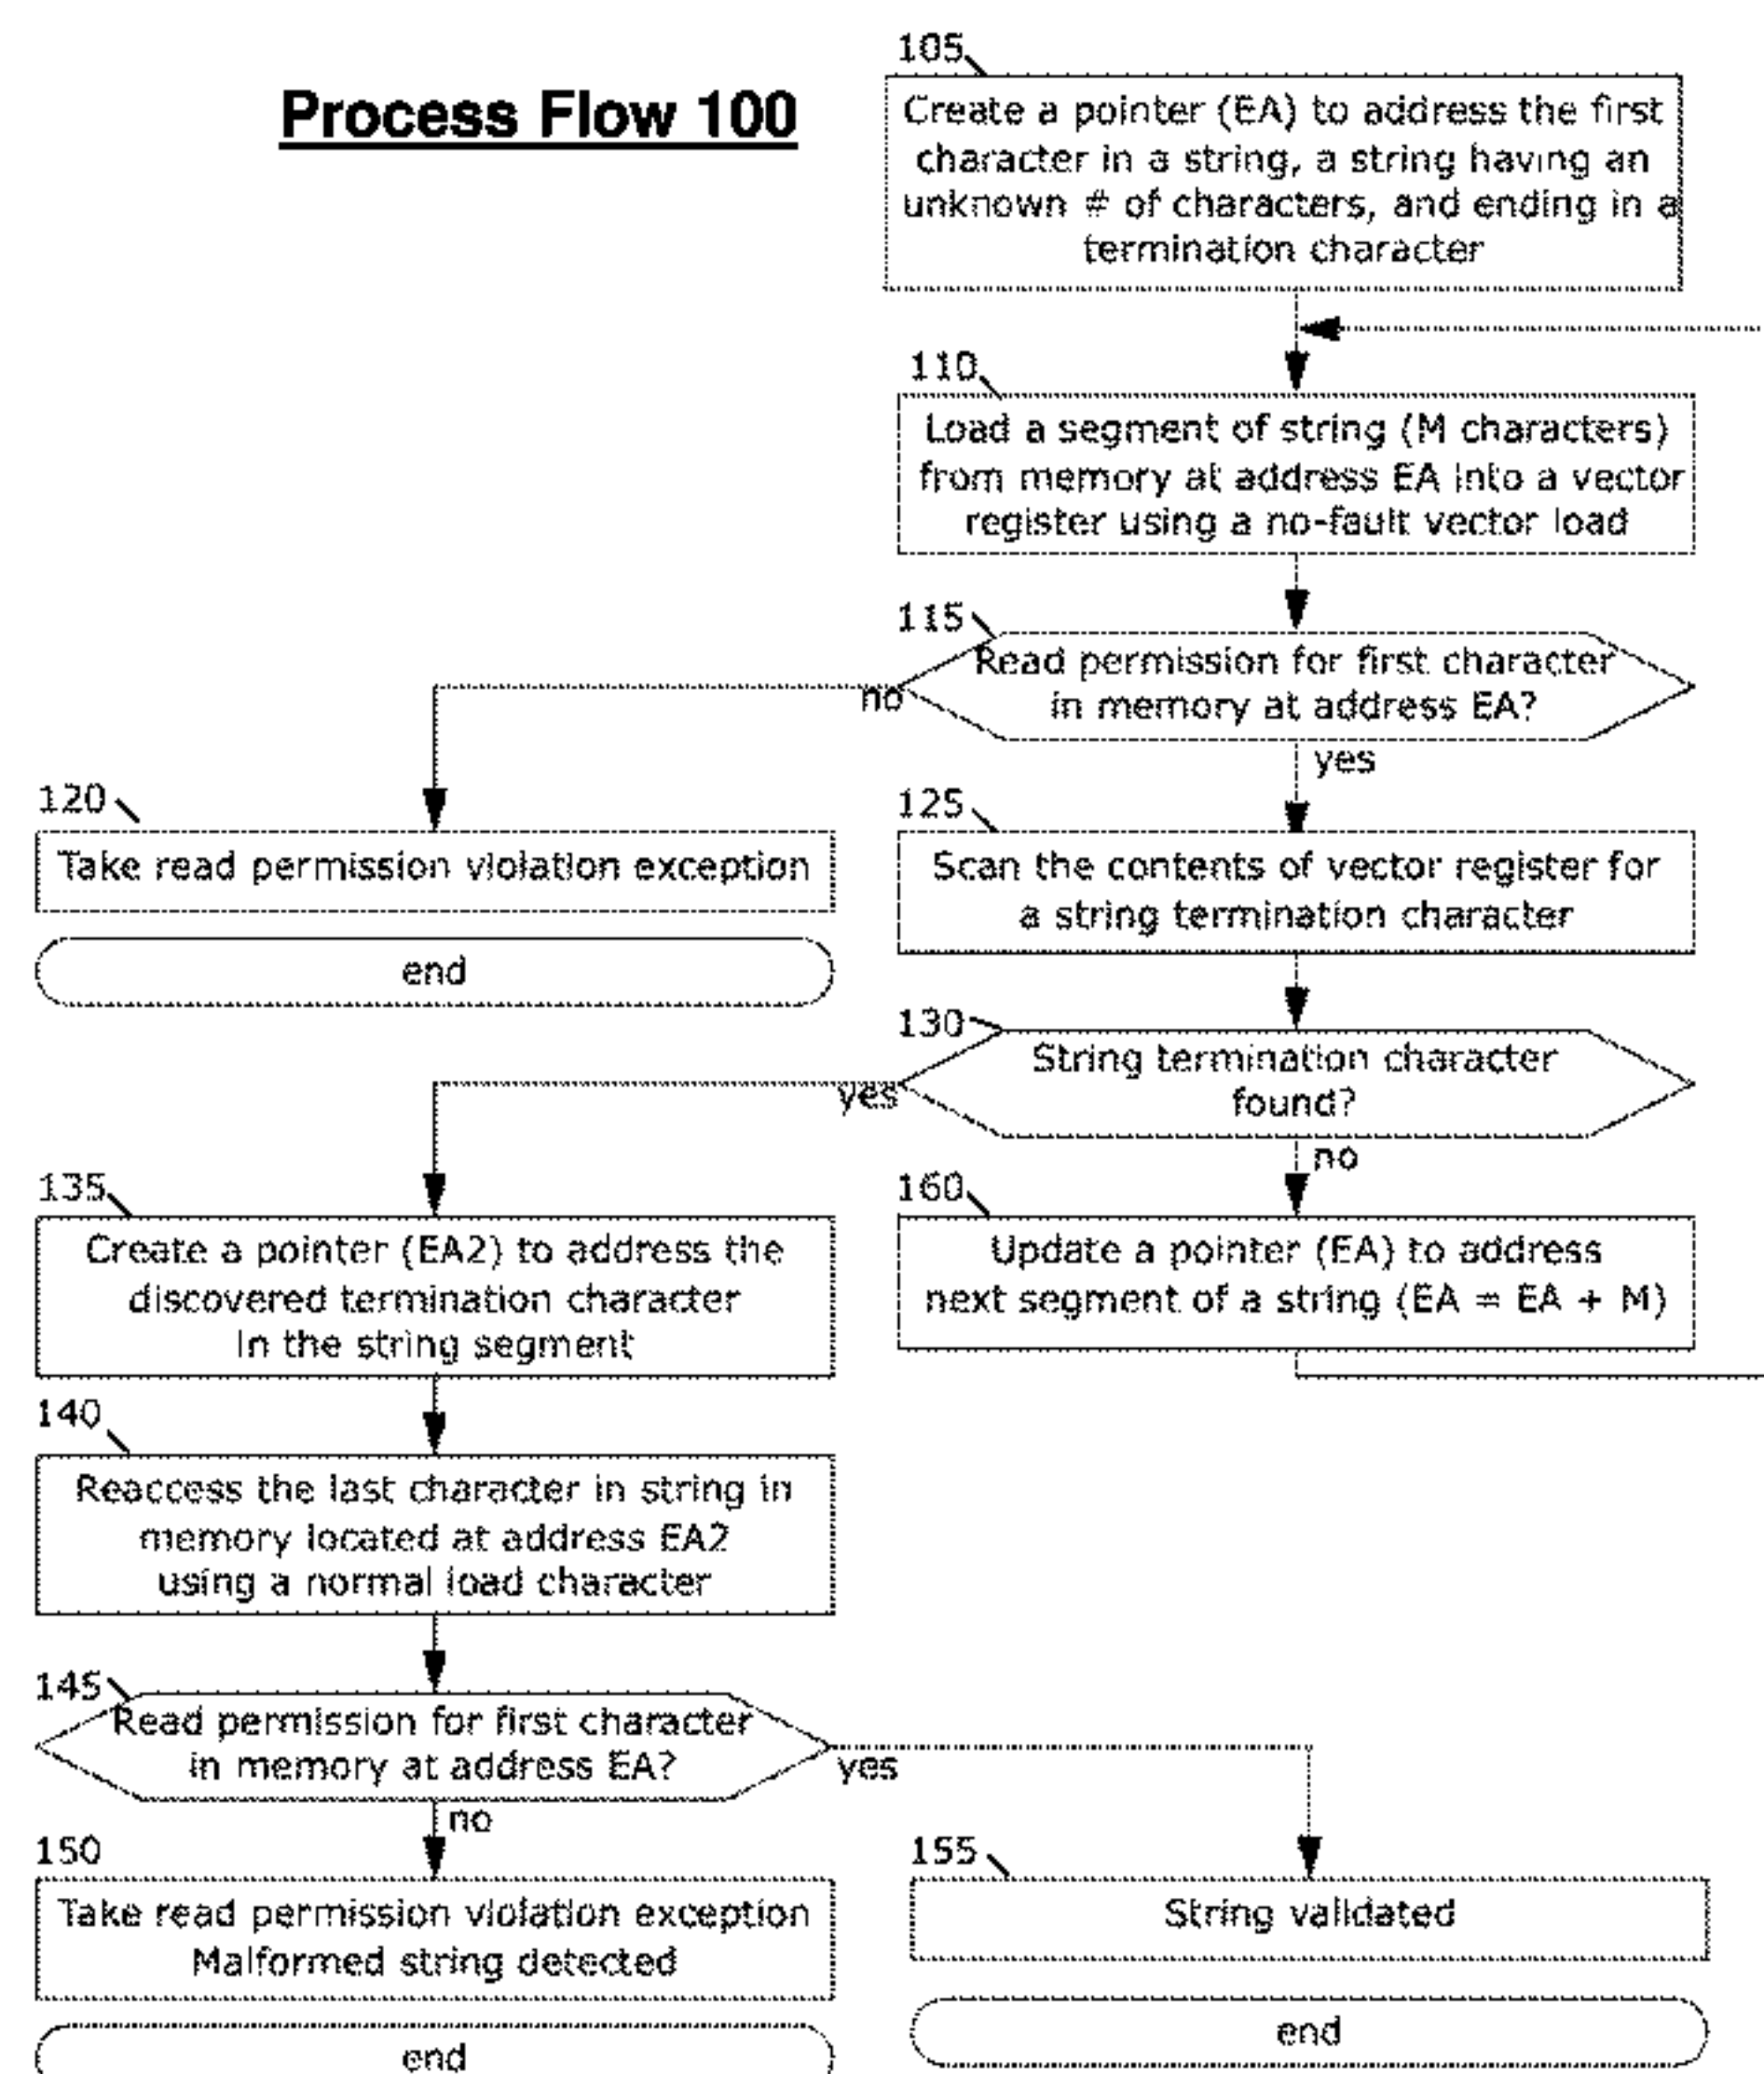 Process Flow 100
105
Create a pointer (EA) to address the first
character in a string, a string having an
unknown # of characters, and ending in a
termination character
110
Load a segment of string (M characters)
from memory at address EA into a vector
register using a no-fault vector load
115
Read permission for first character
in memory at address EA?
no
yes
120
Take read permission violation exception
end
125
Scan the contents of vector register for
a string termination character
130
String termination character
found?
yes
no
135
Create a pointer (EA2) to address the
discovered termination character
In the string segment
160
Update a pointer (EA) to address
next segment of a string (EA = EA + M)
140
Reaccess the last character in string in
memory located at address EA2
using a normal load character
145
Read permission for first character
in memory at address EA?
yes
no
150
Take read permission violation exception
Malformed string detected
end
155
String validated
end